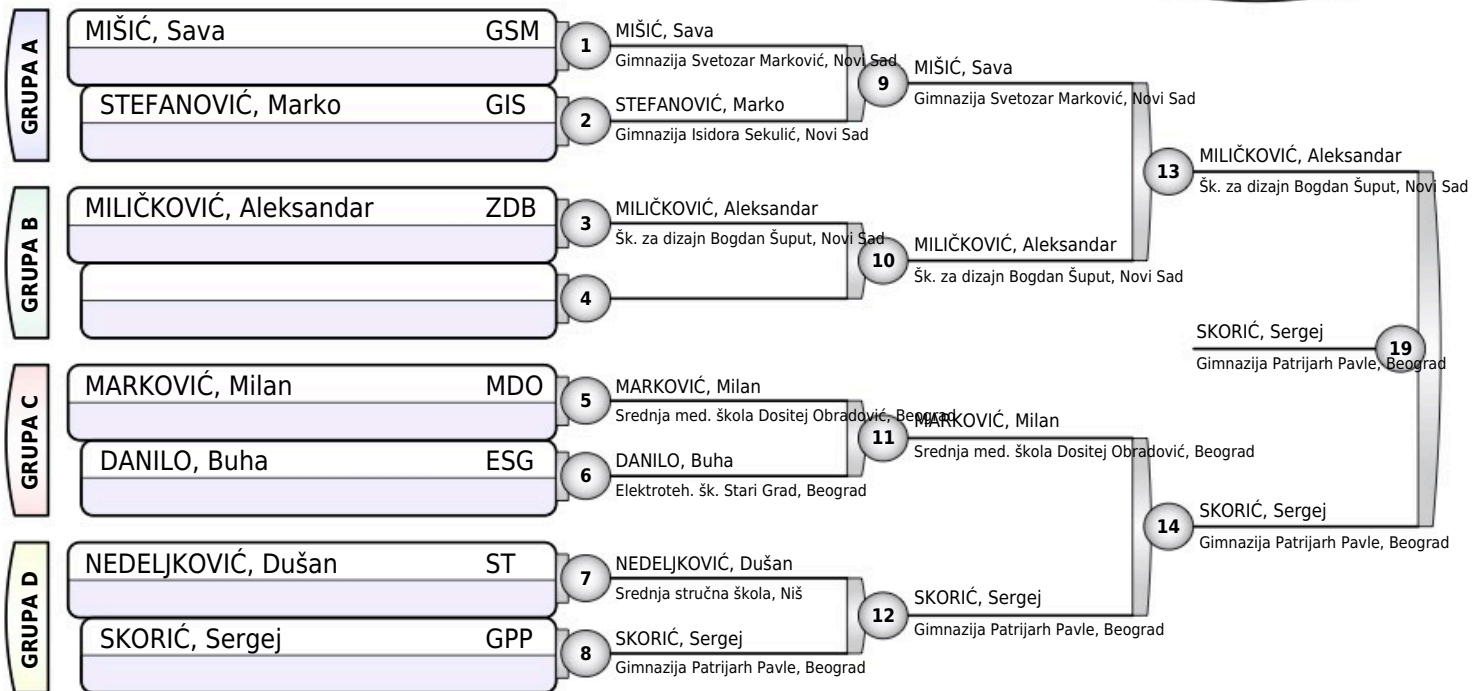 GRUPA A
MIŠIĆ, Sava GSM
STEFANOVIĆ, Marko GIS
GRUPA B
MILIČKOVIĆ, Aleksandar ZDB
GRUPA C
MARKOVIĆ, Milan MDO
DANILO, Buha ESG
GRUPA D
NEDELJKOVIĆ, Dušan ST
SKORIĆ, Sergej GPP
1
MIŠIĆ, Sava
Gimnazija Svetozar Marković, Novi Sad
2
STEFANOVIĆ, Marko
Gimnazija Isidora Sekulić, Novi Sad
3
MILIČKOVIĆ, Aleksandar
Šk. za dizajn Bogdan Šuput, Novi Sad
4
5
MARKOVIĆ, Milan
Srednja med. škola Dositej Obradović, Beograd
6
DANILO, Buha
Elektroteh. šk. Stari Grad, Beograd
7
NEDELJKOVIĆ, Dušan
Srednja stručna škola, Niš
8
SKORIĆ, Sergej
Gimnazija Patrijarh Pavle, Beograd
9
MIŠIĆ, Sava
Gimnazija Svetozar Marković, Novi Sad
10
MILIČKOVIĆ, Aleksandar
Šk. za dizajn Bogdan Šuput, Novi Sad
11
MARKOVIĆ, Milan
Srednja med. škola Dositej Obradović, Beograd
12
SKORIĆ, Sergej
Gimnazija Patrijarh Pavle, Beograd
13
MILIČKOVIĆ, Aleksandar
Šk. za dizajn Bogdan Šuput, Novi Sad
14
SKORIĆ, Sergej
Gimnazija Patrijarh Pavle, Beograd
SKORIĆ, Sergej
Gimnazija Patrijarh Pavle, Beograd
19